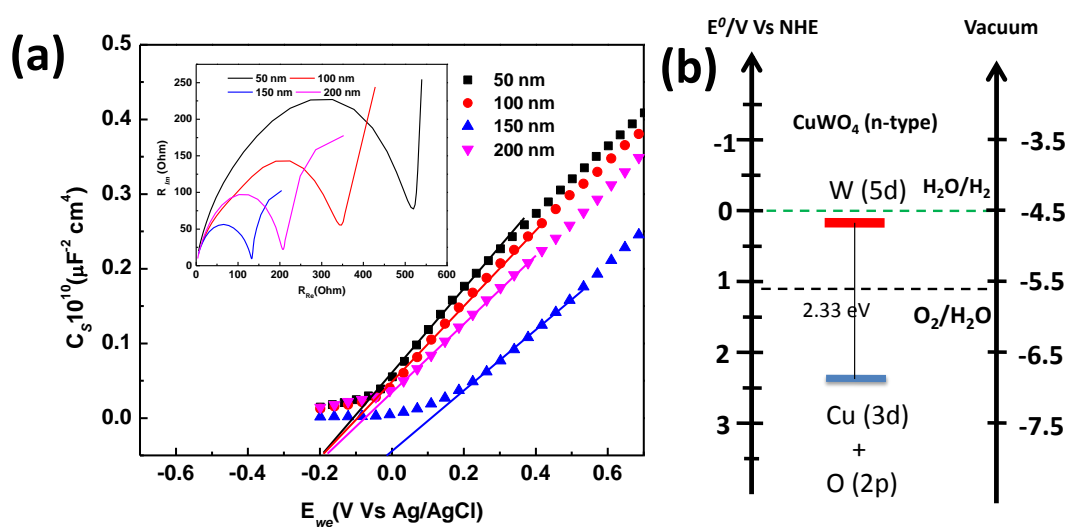 (a)
0.5
0.4
0.3
0.2
0.1
0.0
C_S10^10(μF^-2 cm^4)
-0.6 -0.4 -0.2 0.0 0.2 0.4 0.6
E_we(V Vs Ag/AgCl)
50 nm
100 nm
150 nm
200 nm
250
200
150
100
50
0
R_Im (Ohm)
0 100 200 300 400 500 600
R_Re(Ohm)
50 nm 100 nm
150 nm 200 nm
(b)
E^0/V Vs NHE
Vacuum
-1
0
1
2
3
-3.5
-4.5
-5.5
-6.5
-7.5
CuWO4 (n-type)
W (5d)
H2O/H2
2.33 eV
O2/H2O
Cu (3d)
+
O (2p)